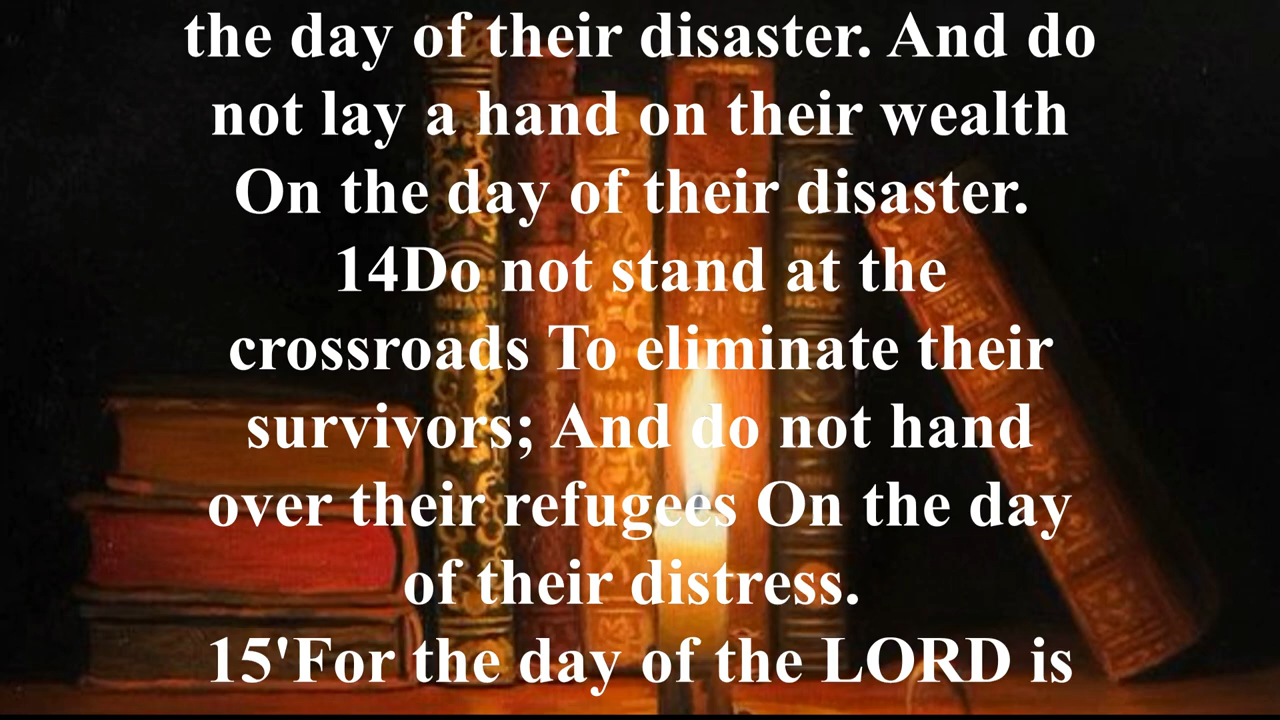 the day of their disaster. And do
not lay a hand on their wealth
On the day of their disaster.
14Do not stand at the
crossroads To eliminate their
survivors; And do not hand
over their refugees On the day
of their distress.
15'For the day of the LORD is